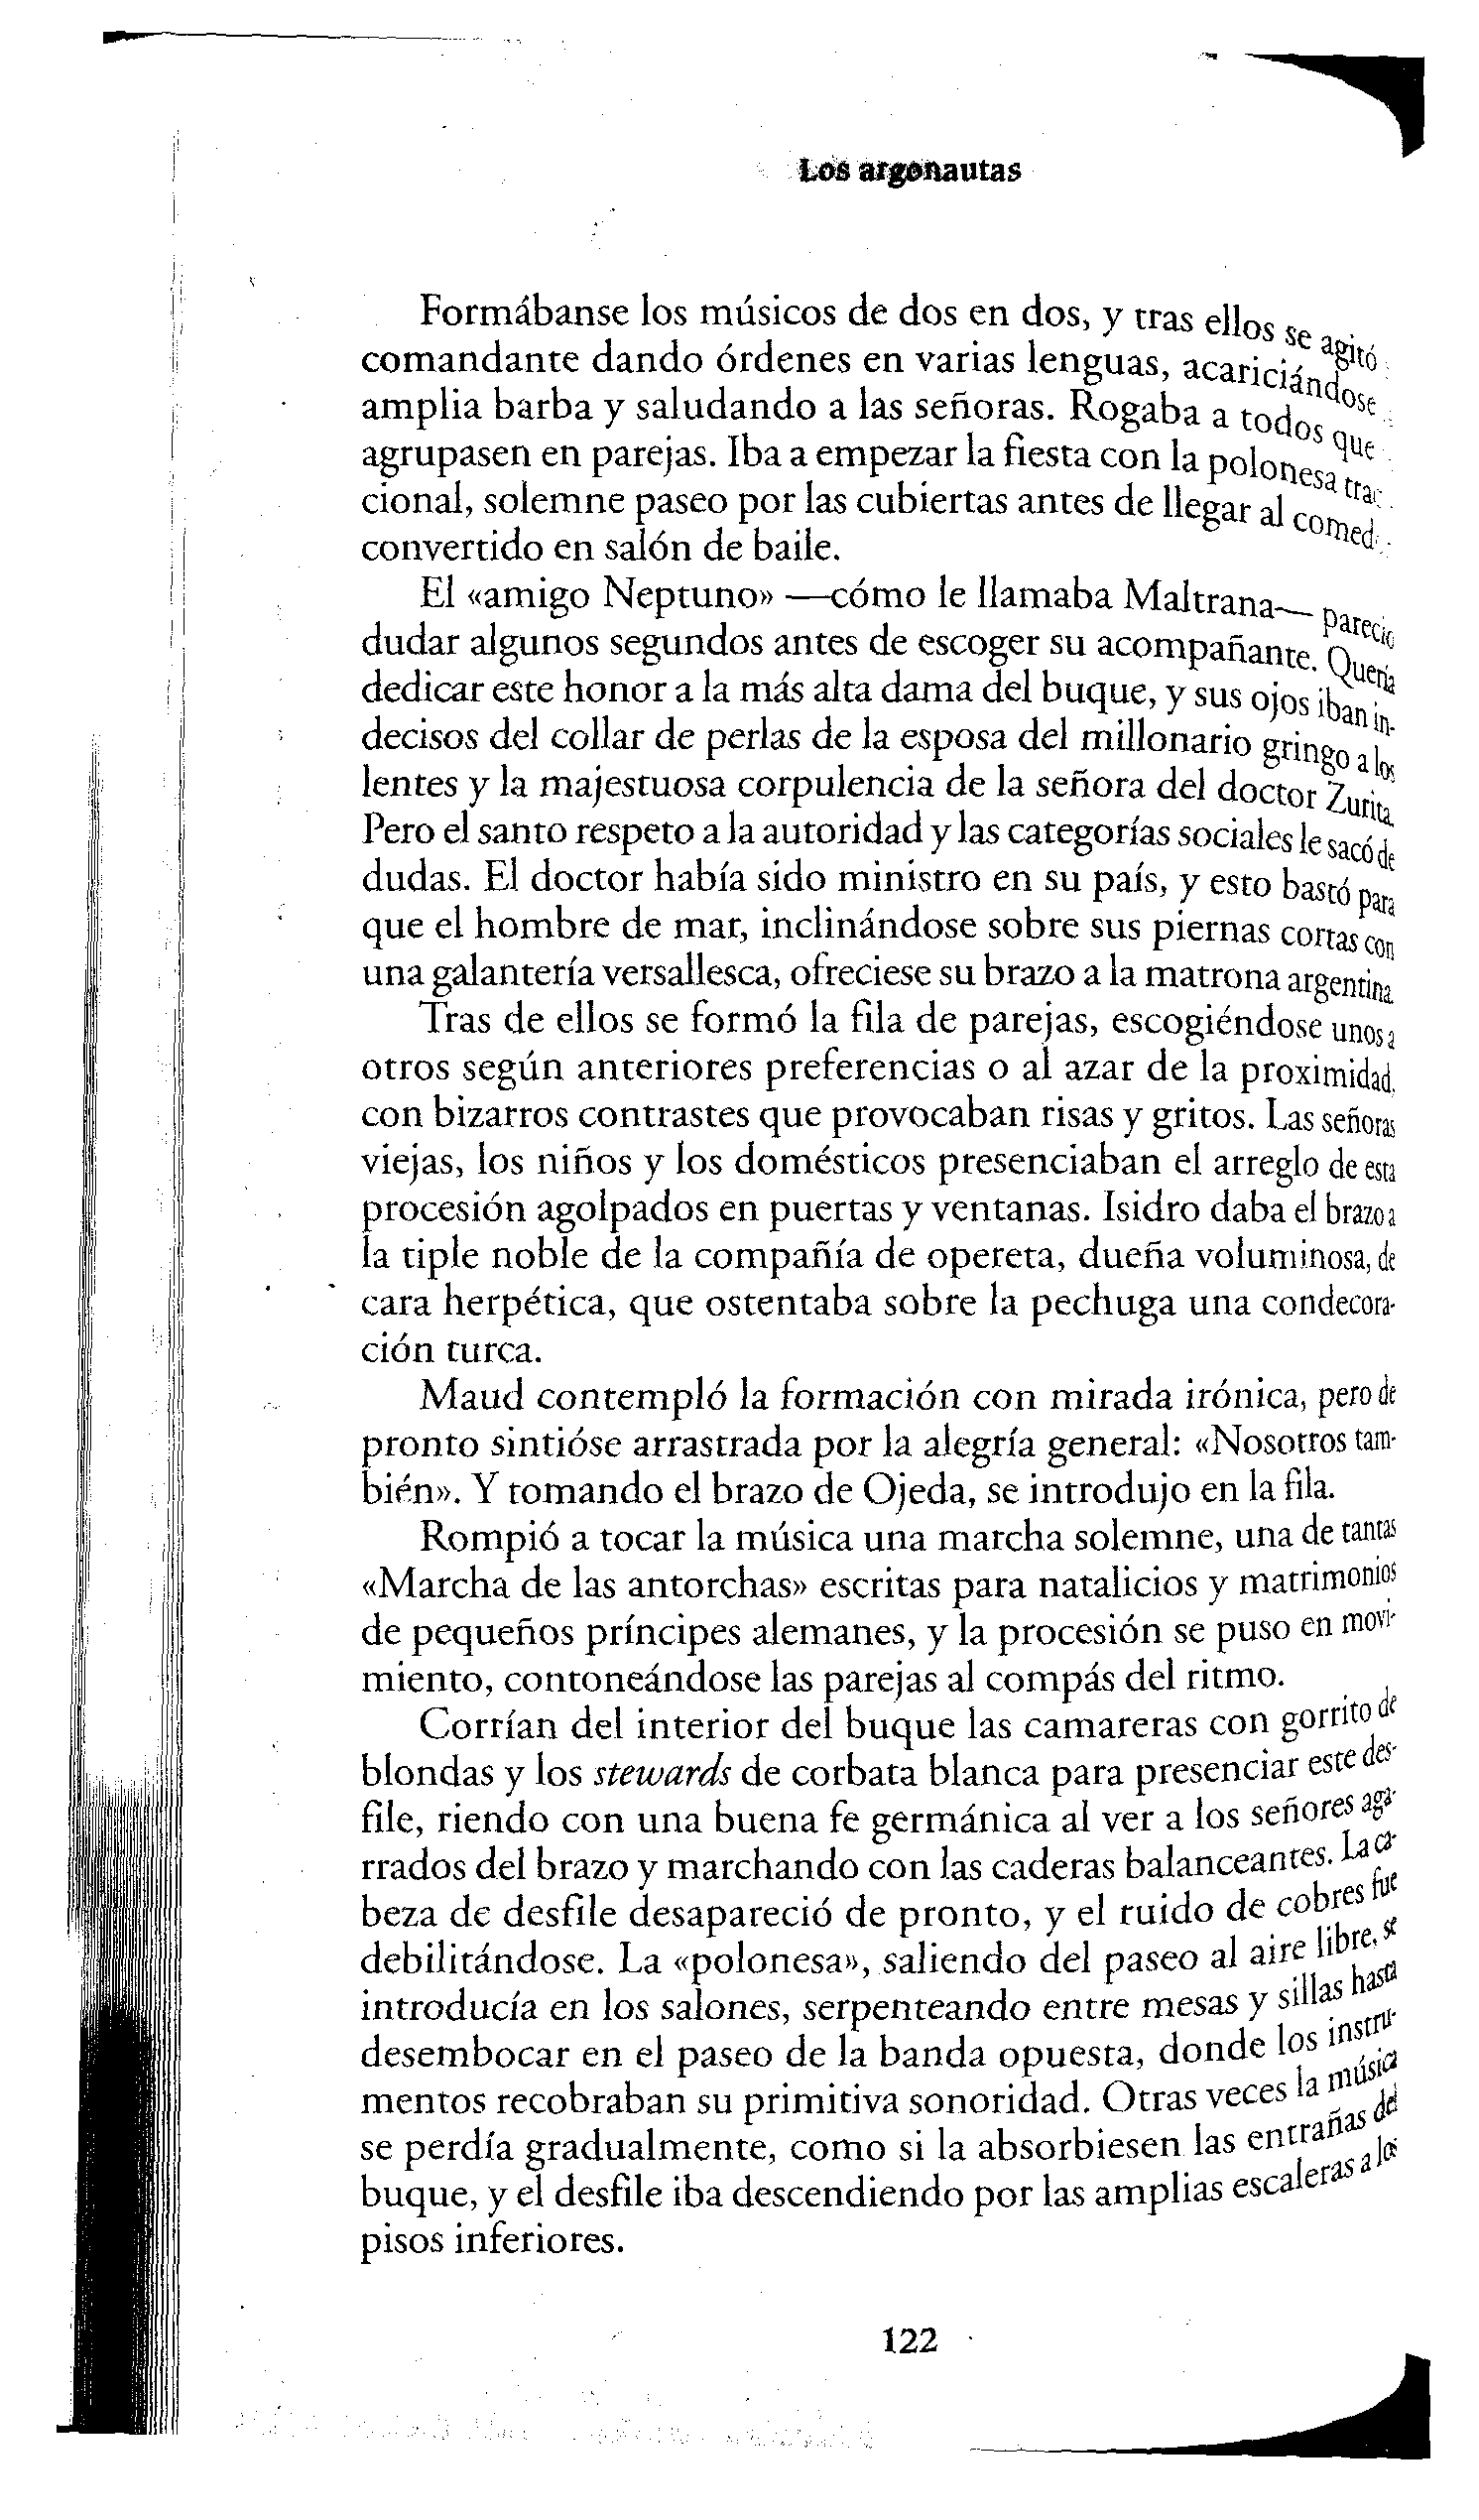 Los argonautas
Formábanse los músicos de dos en dos, y tras ellos se agitó
comandante dando órdenes en varias lenguas, acariciándose
amplia barba y saludando a las señoras. Rogaba a todos que
agrupasen en parejas. Iba a empezar la fiesta con la polonesa
cional, solemne paseo por las cubiertas antes de llegar al
convertido en salón de baile.
El «amigo Neptuno» —cómo le llamaba Maltrana— pareció
dudar algunos segundos antes de escoger su acompañante. Quería
dedicar este honor a la más alta dama del buque, y sus ojos iban in-
decisos del collar de perlas de la esposa del millonario gringo a los
lentes y la majestuosa corpulencia de la señora del doctor Zurita.
Pero el santo respeto a la autoridad y las categorías sociales le sacó de
dudas. El doctor había sido ministro en su país, y esto bastó para
que el hombre de mar, inclinándose sobre sus piernas cortas con
una galantería versallesca, ofreciese su brazo a la matrona argentina.
Tras de ellos se formó la fila de parejas, escogiéndose unos a
otros según anteriores preferencias o al azar de la proximidad,
con bizarros contrastes que provocaban risas y gritos. Las señoras
viejas, los niños y los domésticos presenciaban el arreglo de esta
procesión agolpados en puertas y ventanas. Isidro daba el brazo a
la tiple noble de la compañía de opereta, dueña voluminosa, de
cara herpética, que ostentaba sobre la pechuga una condecora-
ción turca.
Maud contempló la formación con mirada irónica, pero de
pronto sintióse arrastrada por la alegría general: «Nosotros tam-
bién». Y tomando el brazo de Ojeda, se introdujo en la fila.
Rompió a tocar la música una marcha solemne, una de tantas
«Marcha de las antorchas» escritas para natalicios y matrimonios
de pequeños príncipes alemanes, y la procesión se puso en movi-
miento, contoneándose las parejas al compás del ritmo.
Corrían del interior del buque las camareras con gorrito de
blondas y los stewards de corbata blanca para presenciar este des-
file, riendo con una buena fe germánica al ver a los señores aga-
rrados del brazo y marchando con las caderas balanceantes. La ca-
beza de desfile desapareció de pronto, y el ruido de cobres fue
debilitándose. La «polonesa», saliendo del paseo al aire libre, se
introducía en los salones, serpenteando entre mesas y sillas hasta
desembocar en el paseo de la banda opuesta, donde los instru-
mentos recobraban su primitiva sonoridad. Otras veces la música
se perdía gradualmente, como si la absorbiesen las entrañas del
buque, y el desfile iba descendiendo por las amplias escaleras a los
pisos inferiores.
122